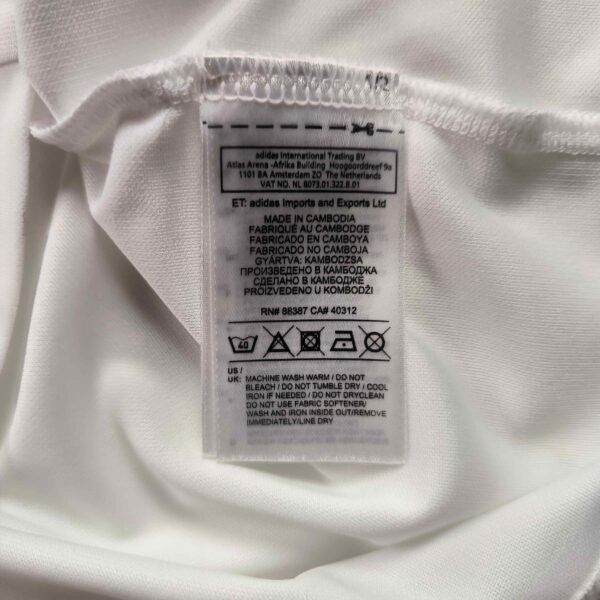 1/2
adidas International Trading BV
Atlas Arena -Afrika Building Hoogoorddreef 9a
1101 BA Amsterdam ZO The Netherlands
VAT NO. NL 8073.01.322.B.01
ET: adidas Imports and Exports Ltd
MADE IN CAMBODIA
FABRIQUÉ AU CAMBODGE
FABRICADO EN CAMBOYA
FABRICADO NO CAMBOJA
GYÁRTVA: KAMBODZSA
ПРОИЗВЕДЕНО В КАМБОДЖА
СДЕЛАНО В КАМБОДЖЕ
PROIZVEDENO U KOMBODŽI
RN# 88387 CA# 40312
40
US /
UK: MACHINE WASH WARM / DO NOT
BLEACH / DO NOT TUMBLE DRY / COOL
IRON IF NEEDED / DO NOT DRYCLEAN
DO NOT USE FABRIC SOFTENER/
WASH AND IRON INSIDE OUT/REMOVE
IMMEDIATELY/LINE DRY